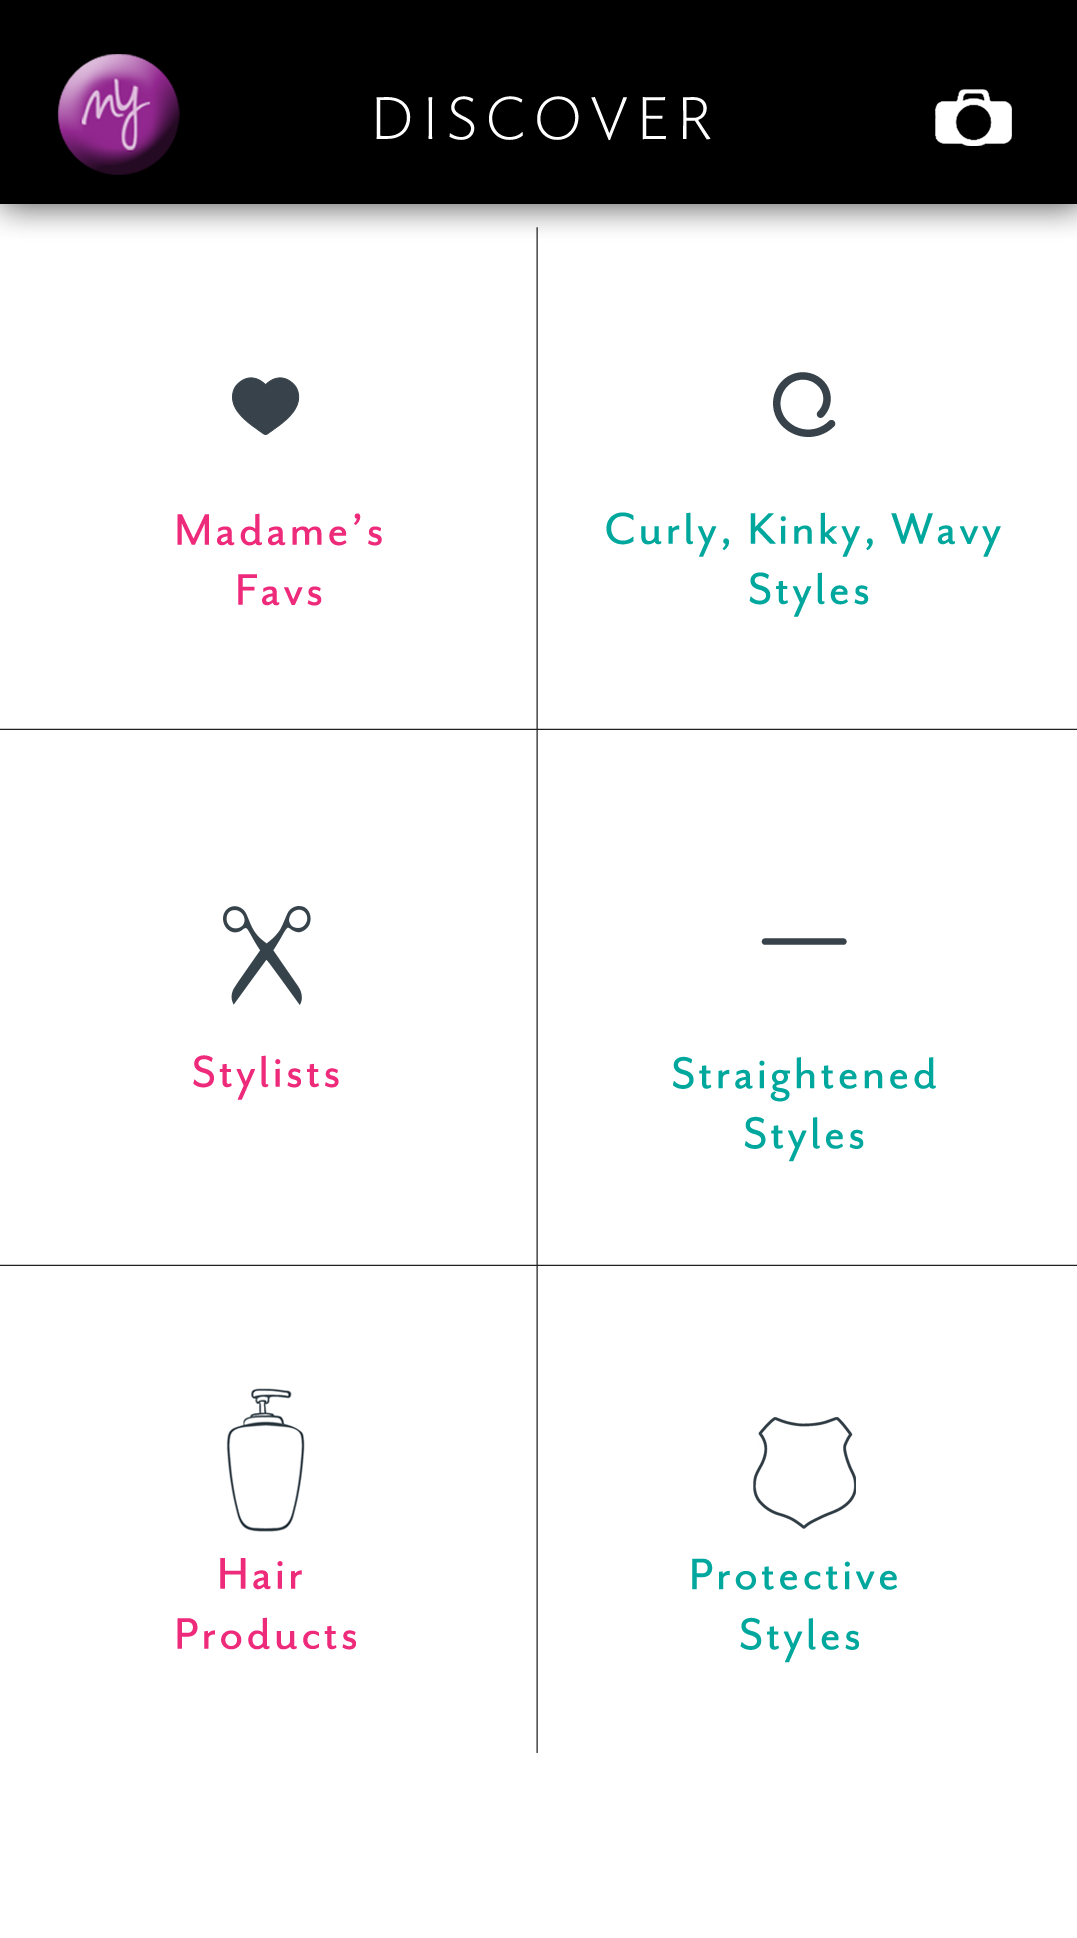 my
DISCOVER
Madame’s
Favs
Curly, Kinky, Wavy
Styles
Stylists
Straightened
Styles
Hair
Products
Protective
Styles